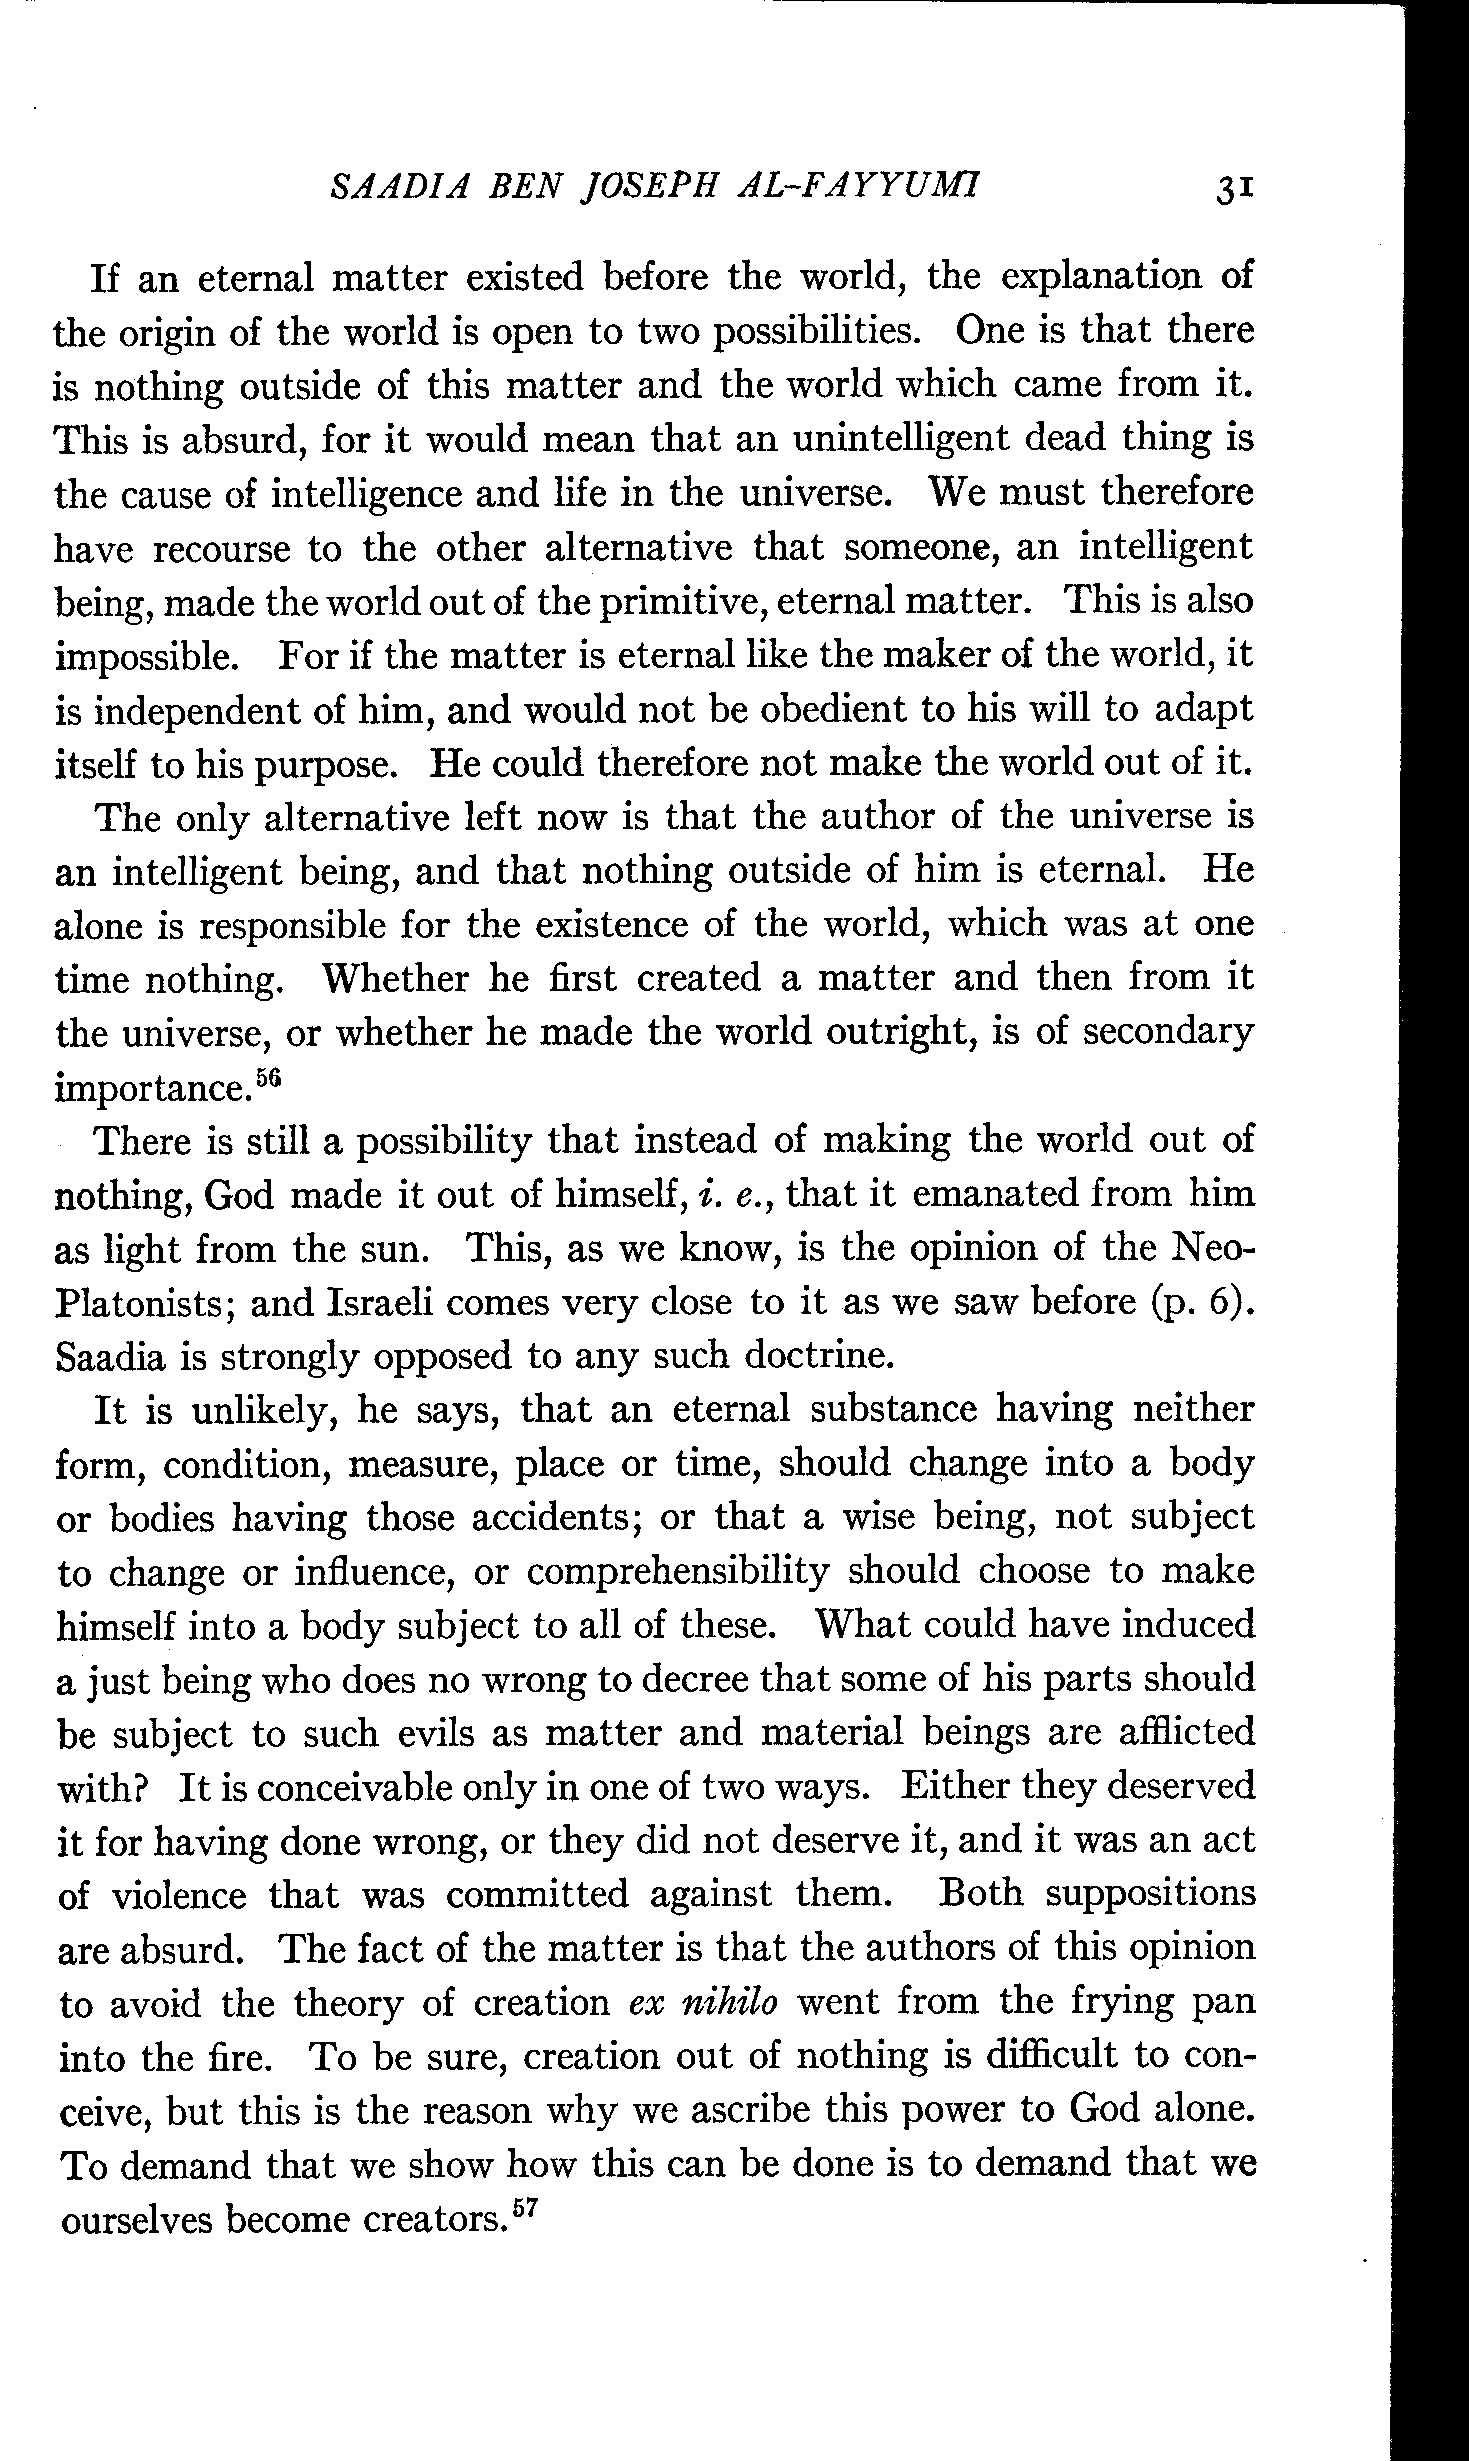 SAADIA BEN JOSEPH AL-FAYYUMI 31
If an eternal matter existed before the world, the explanation of
the origin of the world is open to two possibilities. One is that there
is nothing outside of this matter and the world which came from it.
This is absurd, for it would mean that an unintelligent dead thing is
the cause of intelligence and life in the universe. We must therefore
have recourse to the other alternative that someone, an intelligent
being, made the world out of the primitive, eternal matter. This is also
impossible. For if the matter is eternal like the maker of the world, it
is independent of him, and would not be obedient to his will to adapt
itself to his purpose. He could therefore not make the world out of it.
The only alternative left now is that the author of the universe is
an intelligent being, and that nothing outside of him is eternal. He
alone is responsible for the existence of the world, which was at one
time nothing. Whether he first created a matter and then from it
the universe, or whether he made the world outright, is of secondary
importance.⁵⁶
There is still a possibility that instead of making the world out of
nothing, God made it out of himself, i. e., that it emanated from him
as light from the sun. This, as we know, is the opinion of the Neo-
Platonists; and Israeli comes very close to it as we saw before (p. 6).
Saadia is strongly opposed to any such doctrine.
It is unlikely, he says, that an eternal substance having neither
form, condition, measure, place or time, should change into a body
or bodies having those accidents; or that a wise being, not subject
to change or influence, or comprehensibility should choose to make
himself into a body subject to all of these. What could have induced
a just being who does no wrong to decree that some of his parts should
be subject to such evils as matter and material beings are afflicted
with? It is conceivable only in one of two ways. Either they deserved
it for having done wrong, or they did not deserve it, and it was an act
of violence that was committed against them. Both suppositions
are absurd. The fact of the matter is that the authors of this opinion
to avoid the theory of creation ex nihilo went from the frying pan
into the fire. To be sure, creation out of nothing is difficult to con-
ceive, but this is the reason why we ascribe this power to God alone.
To demand that we show how this can be done is to demand that we
ourselves become creators.⁵⁷